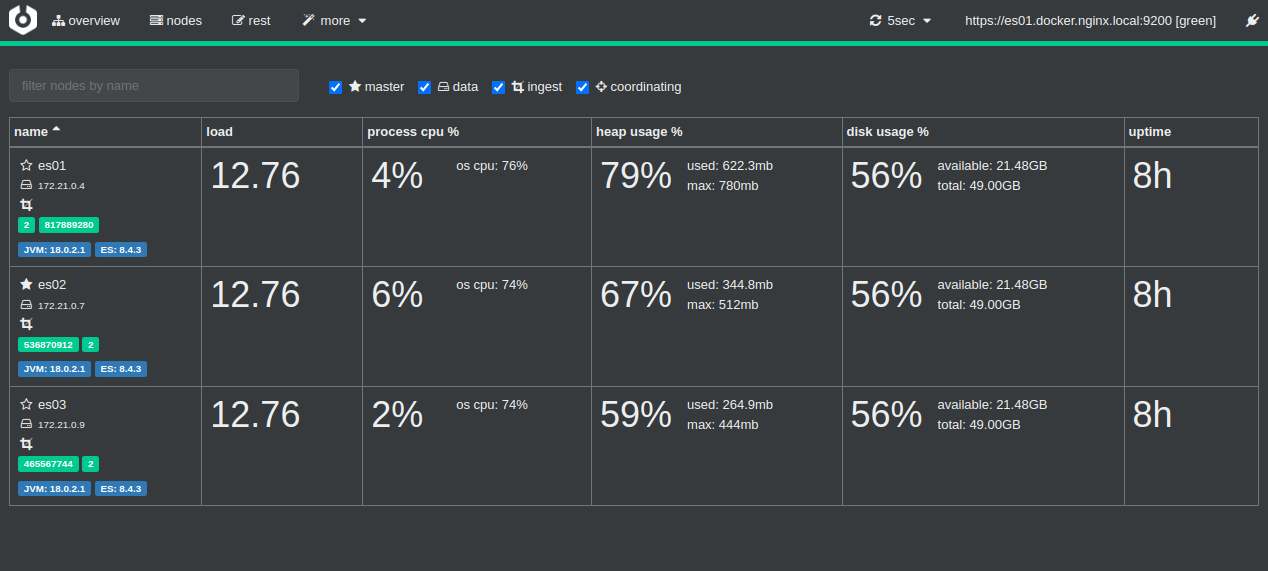 overview nodes rest more 5sec https://es01.docker.nginx.local:9200 [green]
filter nodes by name master data ingest coordinating
name load process cpu % heap usage % disk usage % uptime
es01 12.76 4% os cpu: 76% 79% used: 622.3mb 56% available: 21.48GB 8h
172.21.0.4 max: 780mb total: 49.00GB
2 817889280
JVM: 18.0.2.1 ES: 8.4.3
es02 12.76 6% os cpu: 74% 67% used: 344.8mb 56% available: 21.48GB 8h
172.21.0.7 max: 512mb total: 49.00GB
536870912 2
JVM: 18.0.2.1 ES: 8.4.3
es03 12.76 2% os cpu: 74% 59% used: 264.9mb 56% available: 21.48GB 8h
172.21.0.9 max: 444mb total: 49.00GB
465567744 2
JVM: 18.0.2.1 ES: 8.4.3